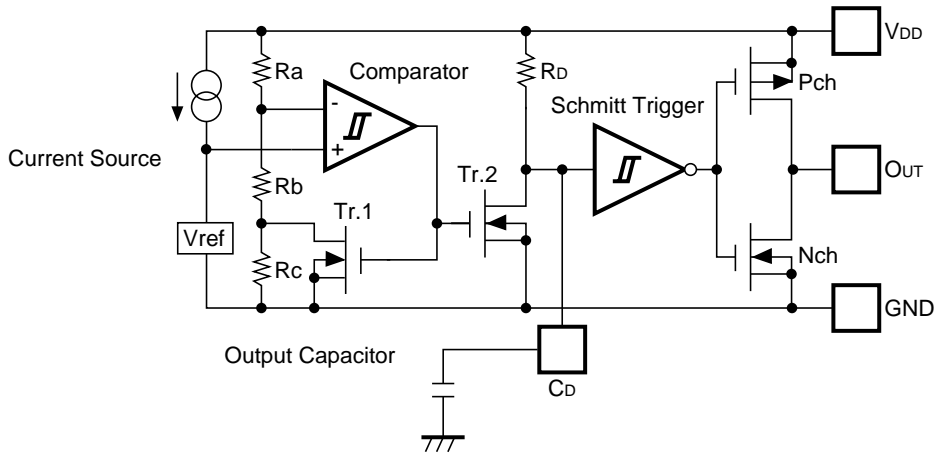 VDD
Ra
Comparator
RD
Pch
Schmitt Trigger
-
Current Source
+
OUT
Rb
Tr.2
Tr.1
Vref
Rc
Nch
GND
Output Capacitor
CD